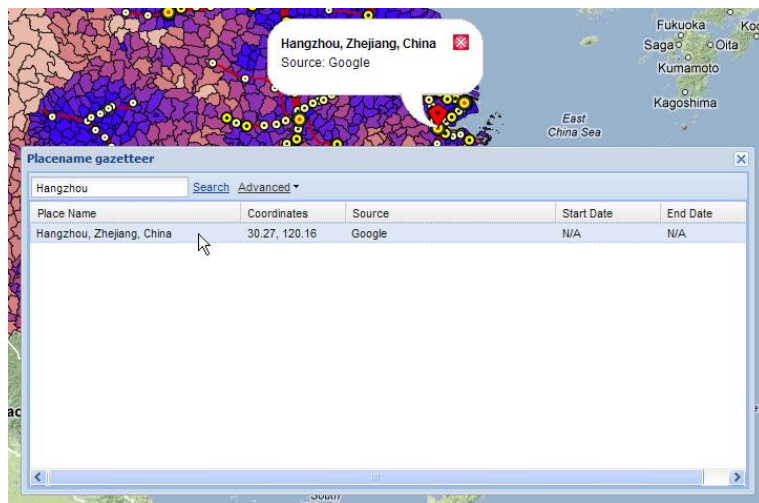 Fukuoka
Saga
Oita
Kumamoto
Kagoshima
East
China Sea
Hangzhou, Zhejiang, China
Source: Google
Placename gazetteer
Hangzhou Search Advanced
Place Name Coordinates Source Start Date End Date
Hangzhou, Zhejiang, China 30.27, 120.16 Google N/A N/A